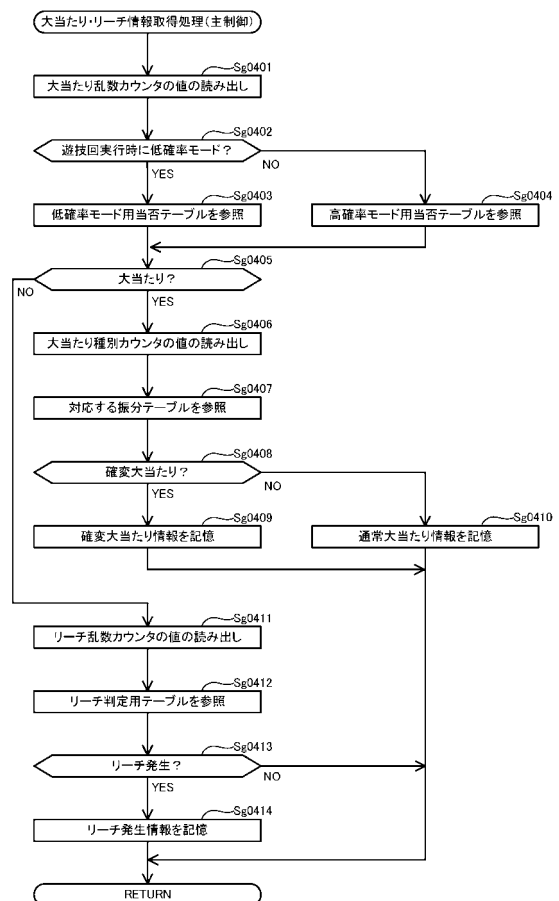 大当たり・リーチ情報取得処理(主制御)
Sg0401
大当たり乱数カウンタの値の読み出し
Sg0402
遊技回実行時に低確率モード?
NO
YES
Sg0403
低確率モード用当否テーブルを参照
Sg0404
高確率モード用当否テーブルを参照
Sg0405
大当たり?
NO
YES
Sg0406
大当たり種別カウンタの値の読み出し
Sg0407
対応する振分テーブルを参照
Sg0408
確変大当たり?
NO
YES
Sg0409
確変大当たり情報を記憶
Sg0410
通常大当たり情報を記憶
Sg0411
リーチ乱数カウンタの値の読み出し
Sg0412
リーチ判定用テーブルを参照
Sg0413
リーチ発生?
NO
YES
Sg0414
リーチ発生情報を記憶
RETURN